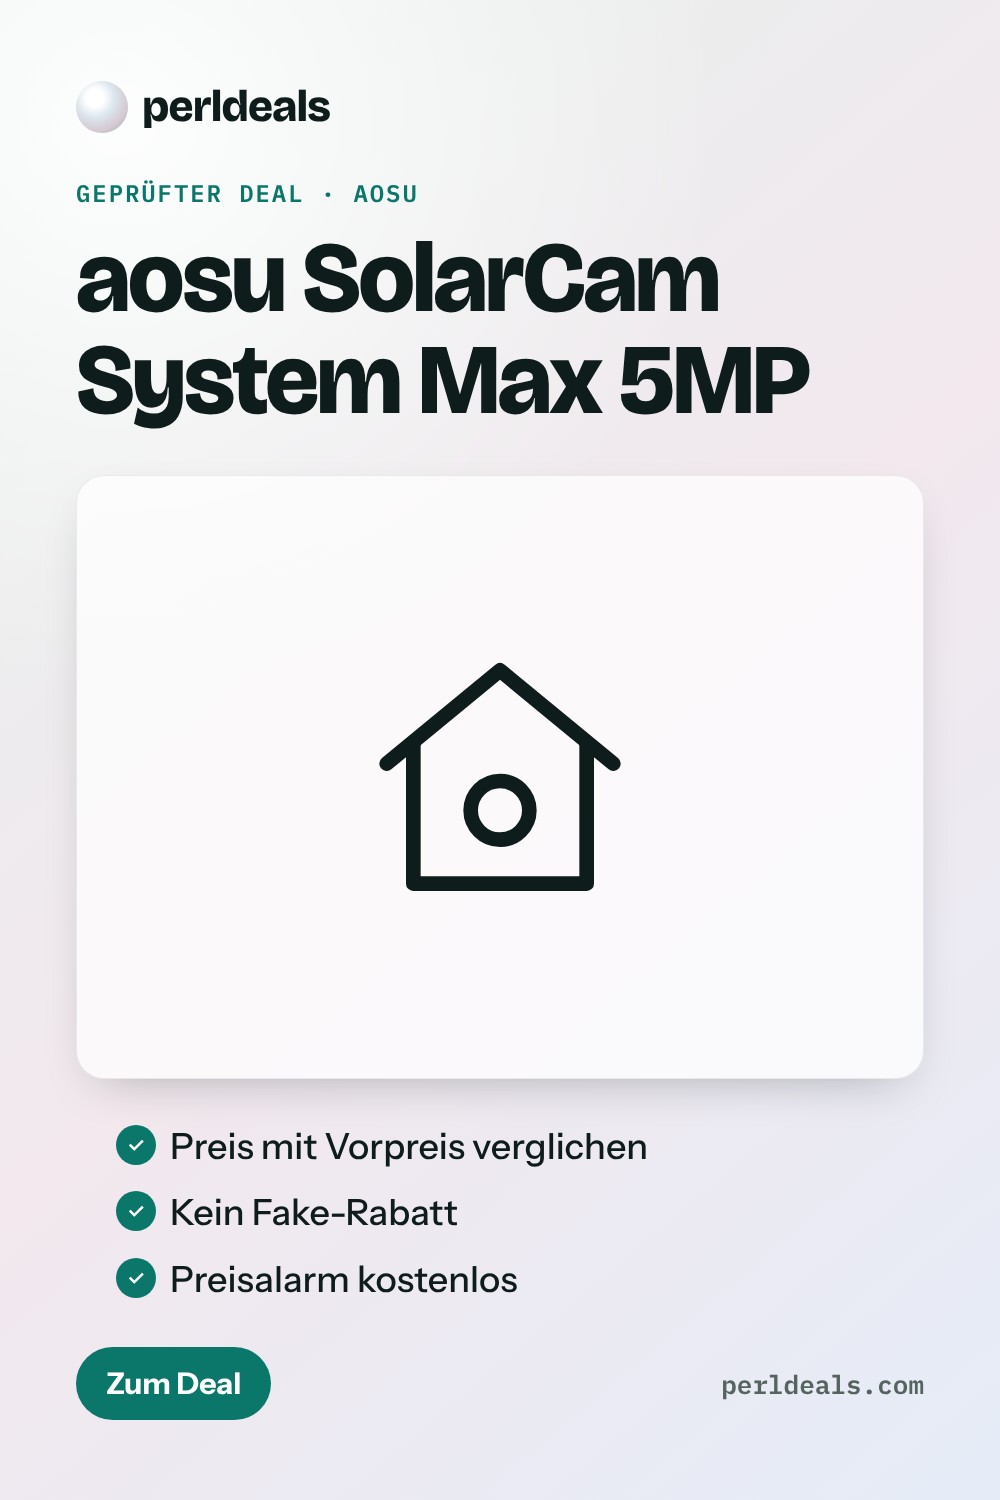 perldeals
GEPRÜFTER DEAL · AOSU
aosu SolarCam
System Max 5MP
Preis mit Vorpreis verglichen
Kein Fake-Rabatt
Preisalarm kostenlos
Zum Deal
perldeals.com